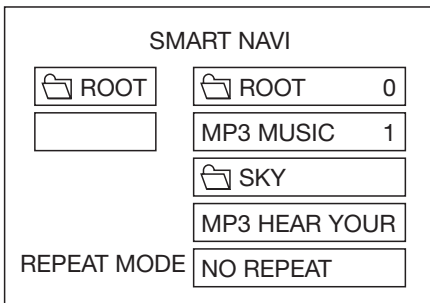 SMART NAVI
ROOT
ROOT 0
MP3 MUSIC 1
SKY
MP3 HEAR YOUR
REPEAT MODE NO REPEAT